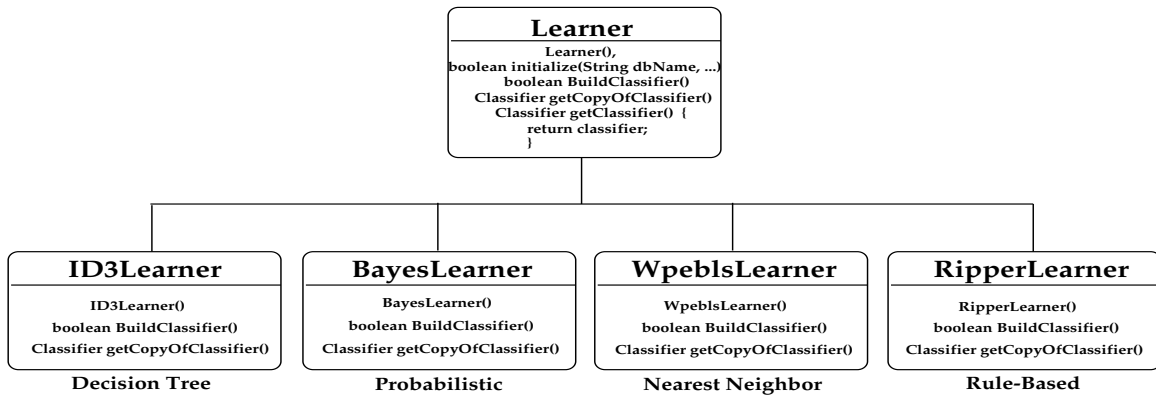 Learner
Learner(),
boolean initialize(String dbName, ...)
boolean BuildClassifier()
Classifier getCopyOfClassifier()
Classifier getClassifier() {
return classifier;
}
ID3Learner
ID3Learner()
boolean BuildClassifier()
Classifier getCopyOfClassifier()
Decision Tree
BayesLearner
BayesLearner()
boolean BuildClassifier()
Classifier getCopyOfClassifier()
Probabilistic
WpeblsLearner
WpeblsLearner()
boolean BuildClassifier()
Classifier getCopyOfClassifier()
Nearest Neighbor
RipperLearner
RipperLearner()
boolean BuildClassifier()
Classifier getCopyOfClassifier()
Rule-Based